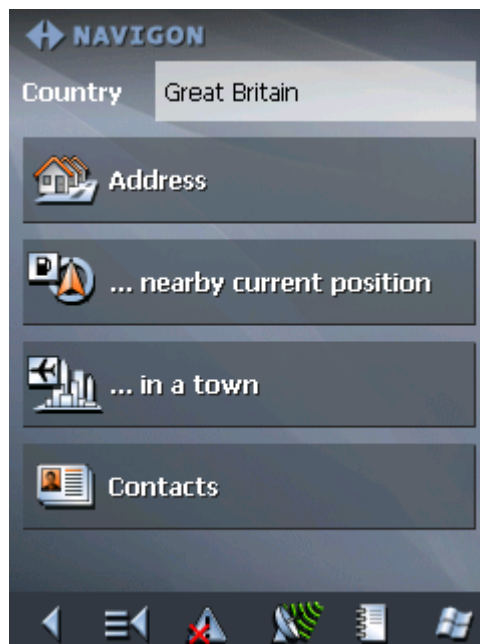 NAVIGON
Country Great Britain
Address
... nearby current position
... in a town
Contacts